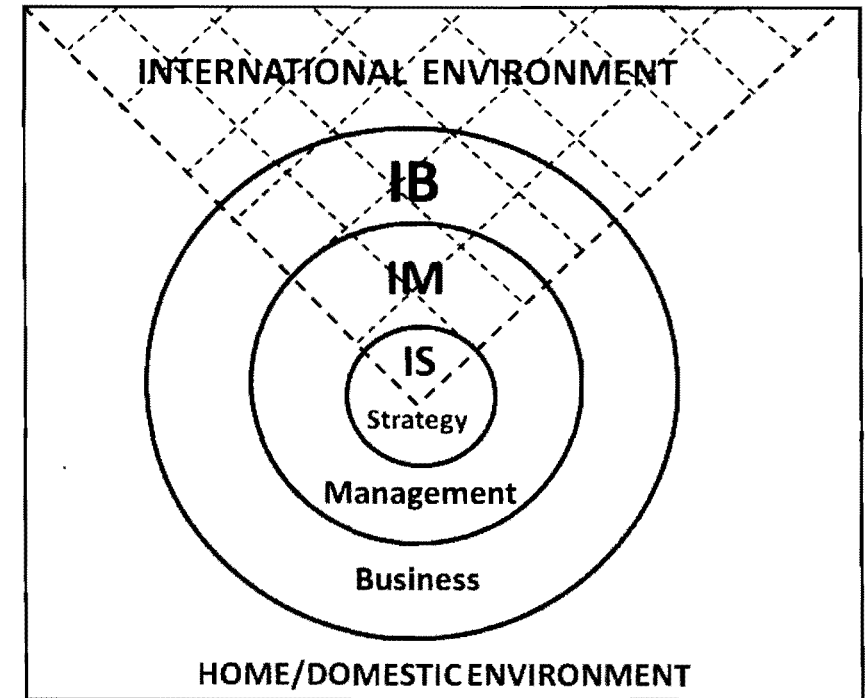 INTERNATIONAL ENVIRONMENT
IB
IM
IS
Strategy
Management
Business
HOME/DOMESTIC ENVIRONMENT